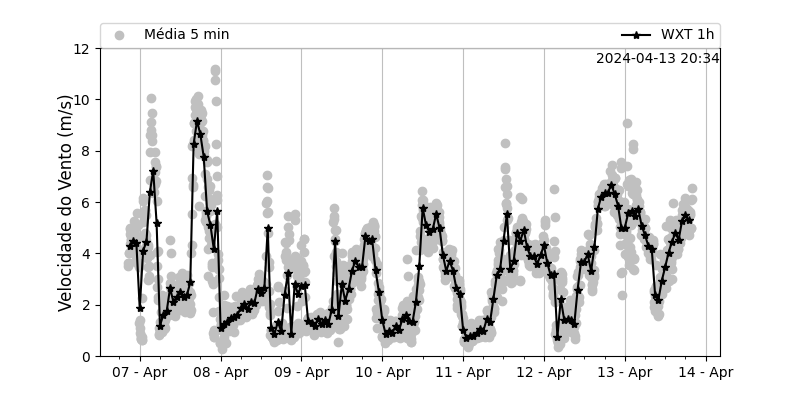 Média 5 min
WXT 1h
2024-04-13 20:34
Velocidade do Vento (m/s)
12
10
8
6
4
2
0
07 - Apr 08 - Apr 09 - Apr 10 - Apr 11 - Apr 12 - Apr 13 - Apr 14 - Apr